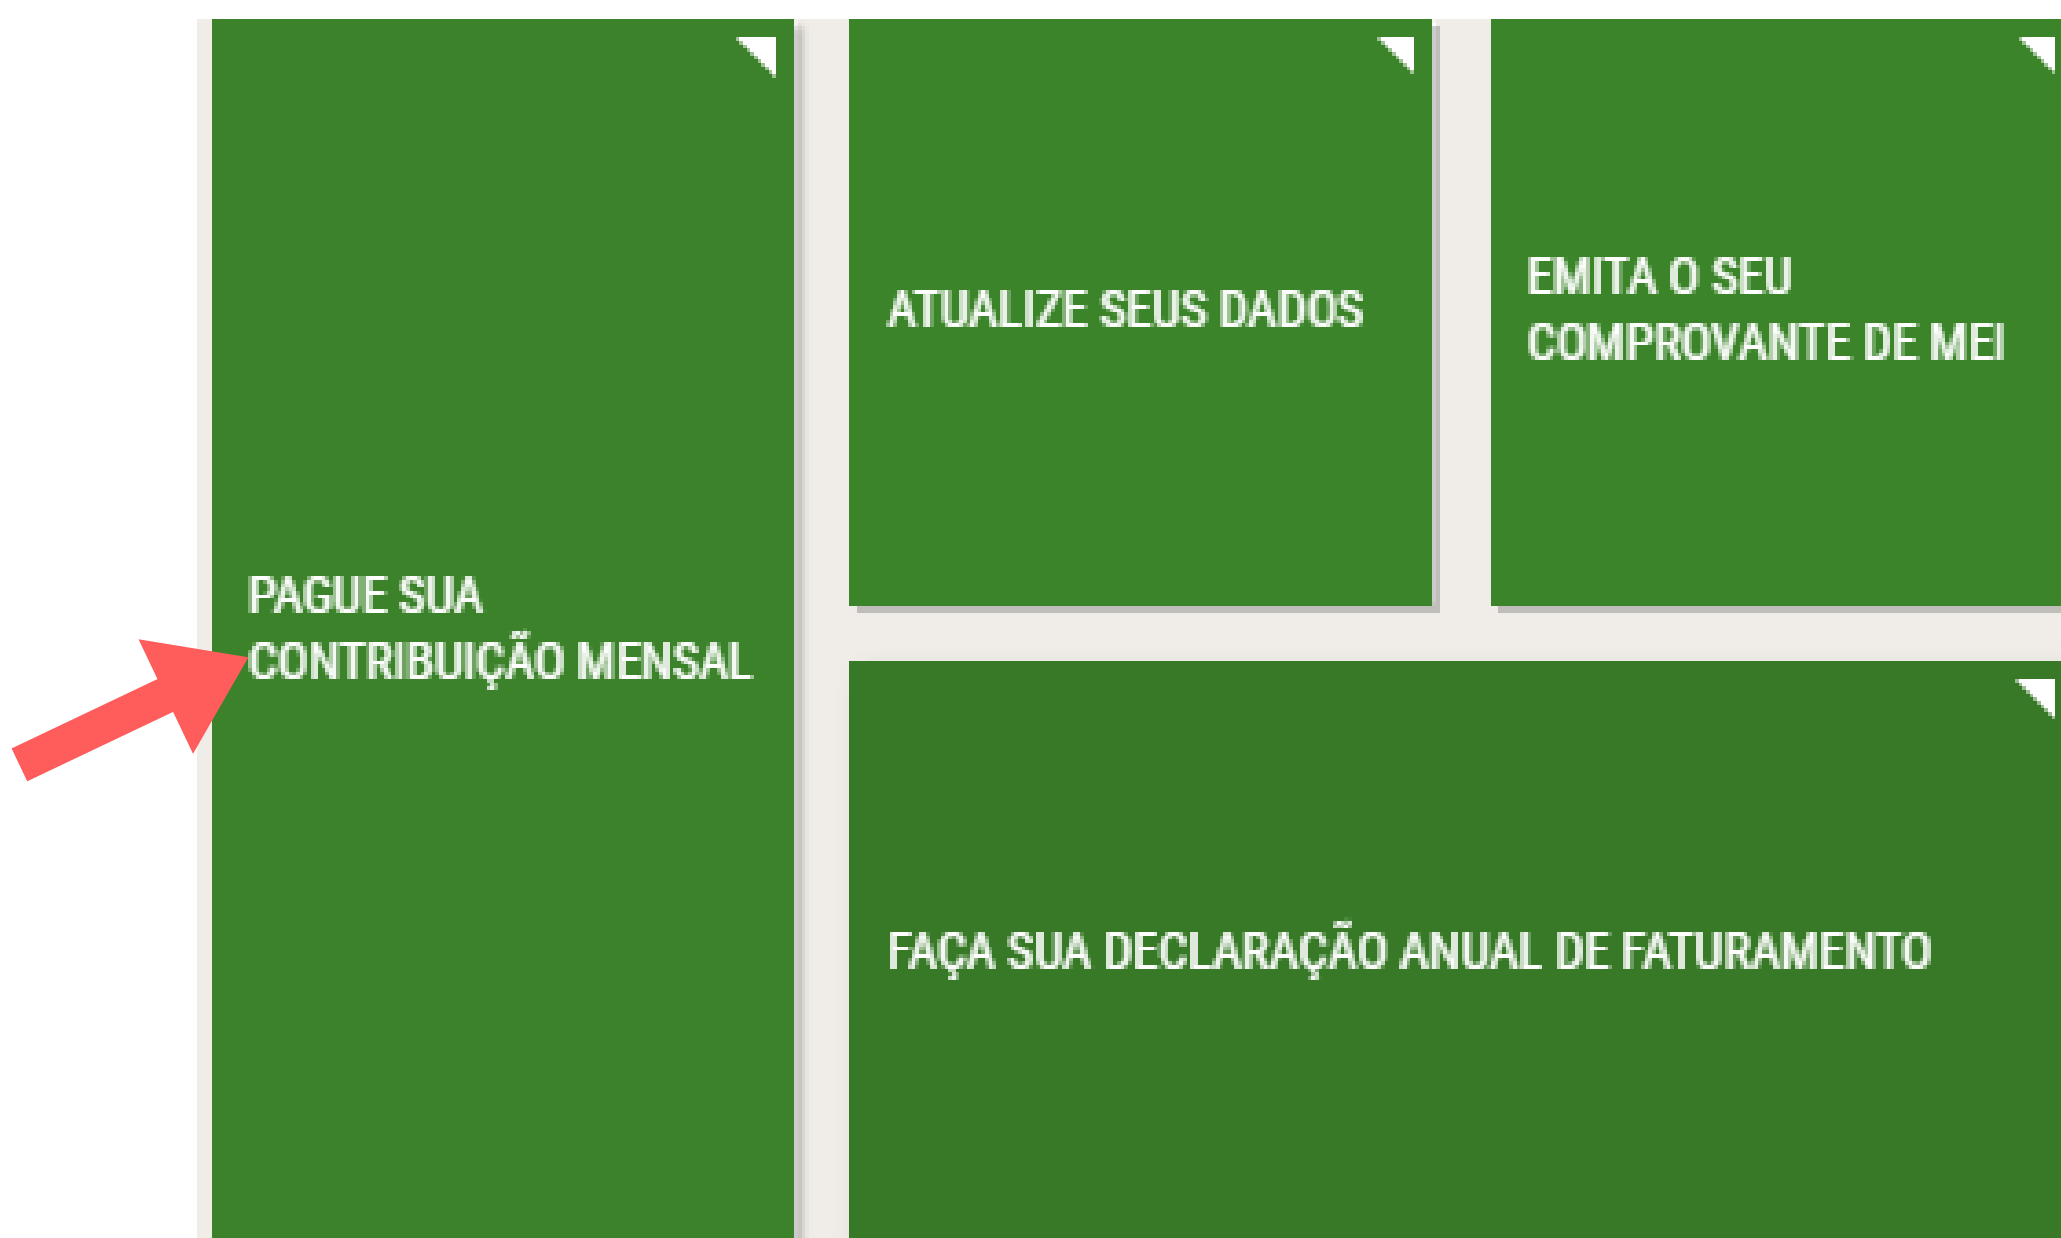 PAGUE SUA
CONTRIBUIÇÃO MENSAL
ATUALIZE SEUS DADOS
EMITA O SEU
COMPROVANTE DE MEI
FAÇA SUA DECLARAÇÃO ANUAL DE FATURAMENTO